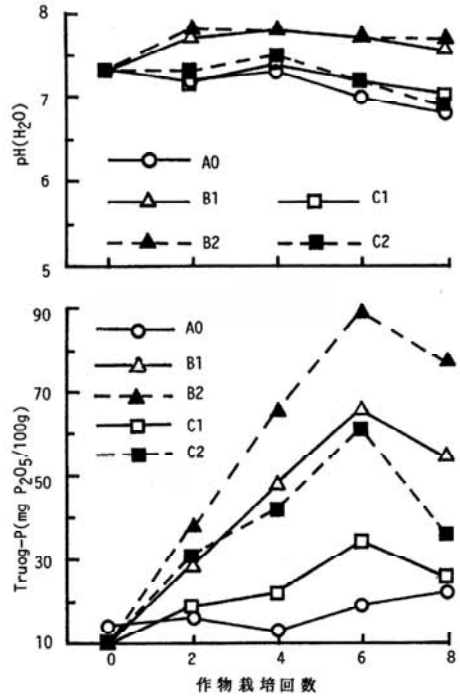 8
7
6
5
pH(H₂O)
A0
B1
C1
B2
C2
90
70
50
30
10
Truog-P(mg P₂O₅/100g)
A0
B1
B2
C1
C2
0 2 4 6 8
作物栽培回数